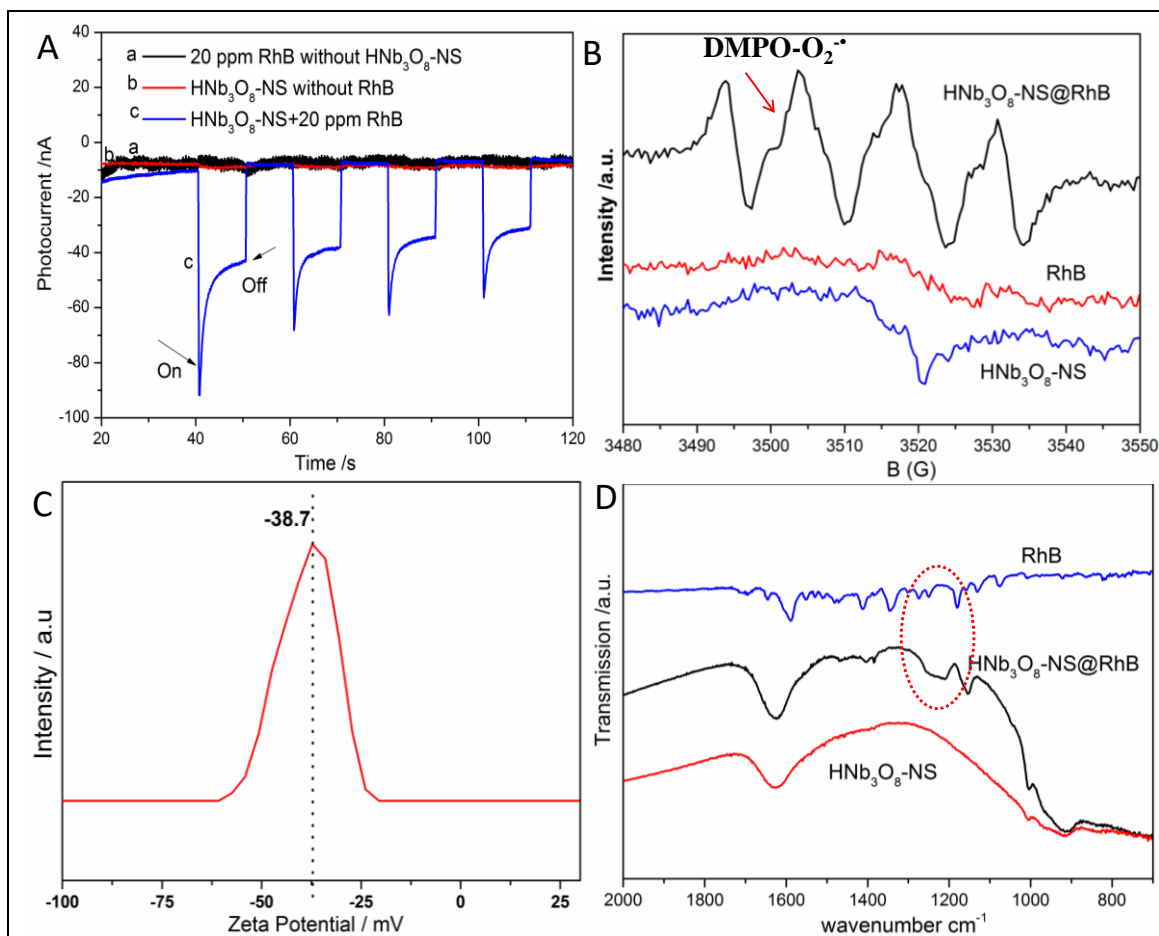 A
a 20 ppm RhB without HNb₃O₈-NS
b HNb₃O₈-NS without RhB
c HNb₃O₈-NS+20 ppm RhB
40
20
0
-20
-40
-60
-80
-100
Photocurrent /nA
a
b
c
On
Off
20 40 60 80 100 120
Time /s
B
DMPO-O₂⁻•
HNb₃O₈-NS@RhB
RhB
HNb₃O₈-NS
Intensity /a.u.
3480 3490 3500 3510 3520 3530 3540 3550
B (G)
C
-38.7
Intensity / a.u
-100 -75 -50 -25 0 25
Zeta Potential / mV
D
RhB
HNb₃O₈-NS@RhB
HNb₃O₈-NS
Transmission /a.u.
2000 1800 1600 1400 1200 1000 800
wavenumber cm⁻¹